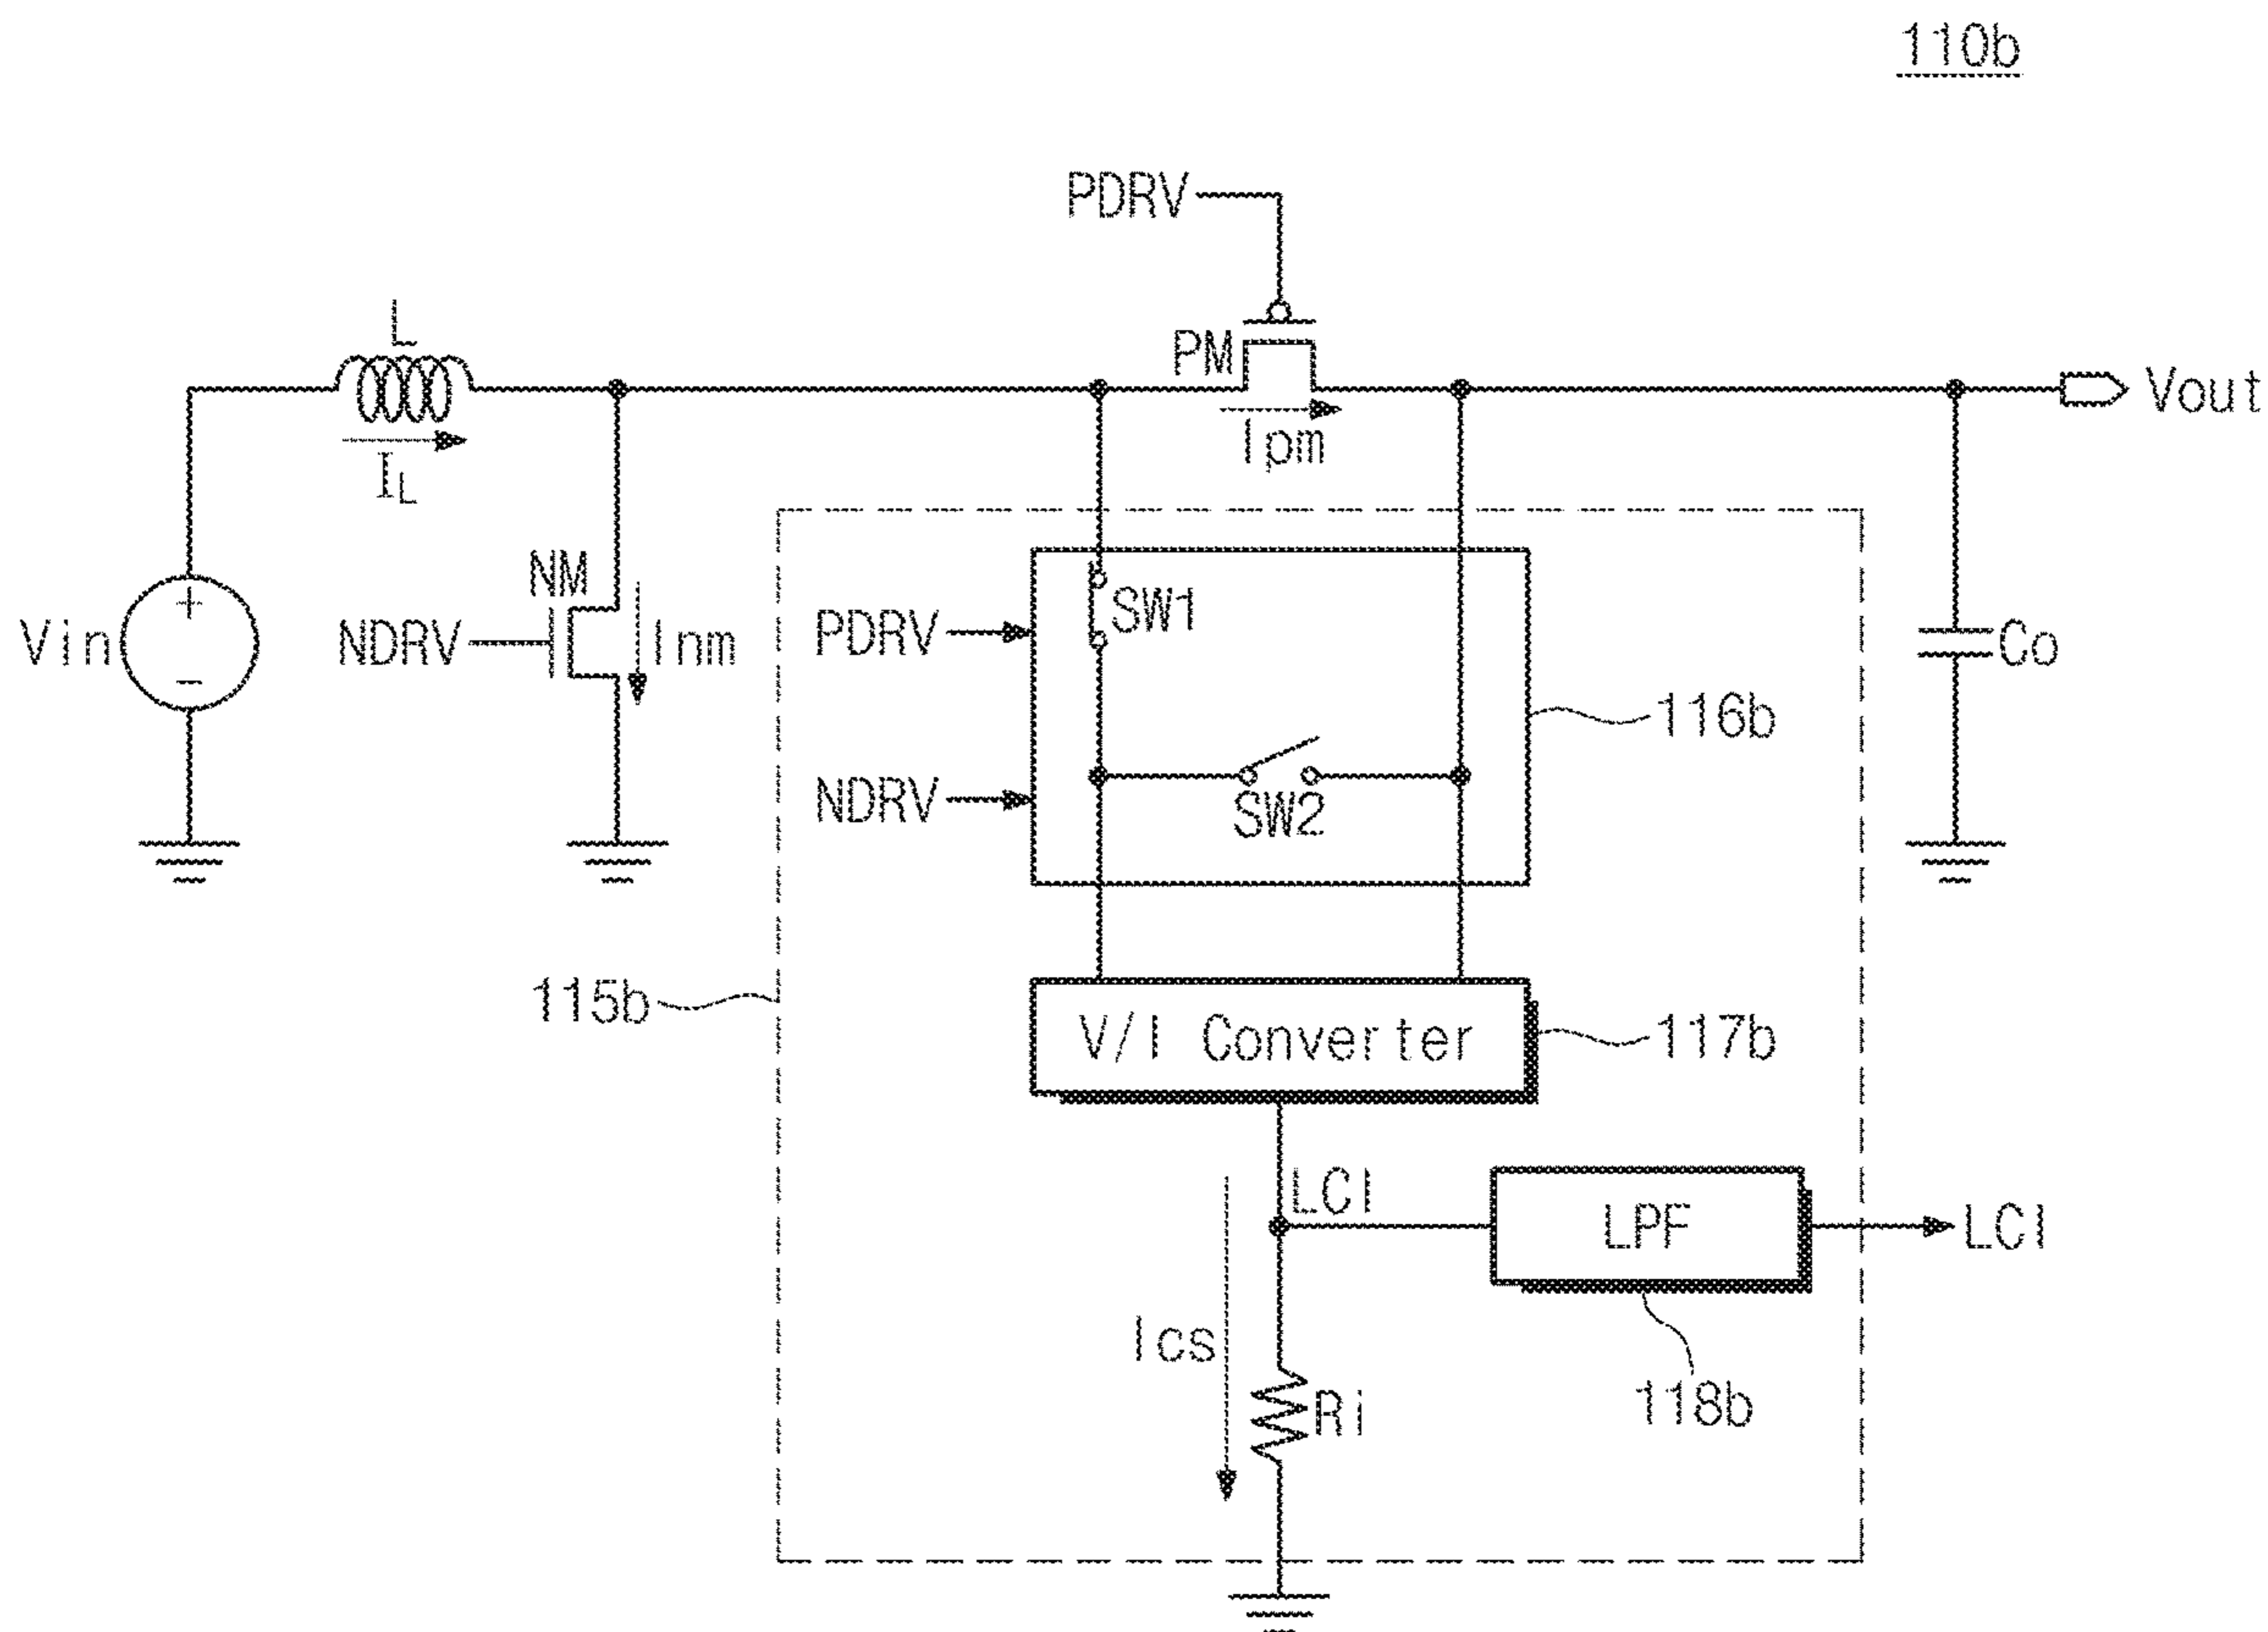 110b
PDRV
L
PM
Vout
Ipm
IL
NM
Vin
+
−
NDRV
Inm
PDRV
SW1
Co
116b
NDRV
SW2
115b
V/I Converter
117b
LCI
LPF
LCI
Ics
Ri
118b